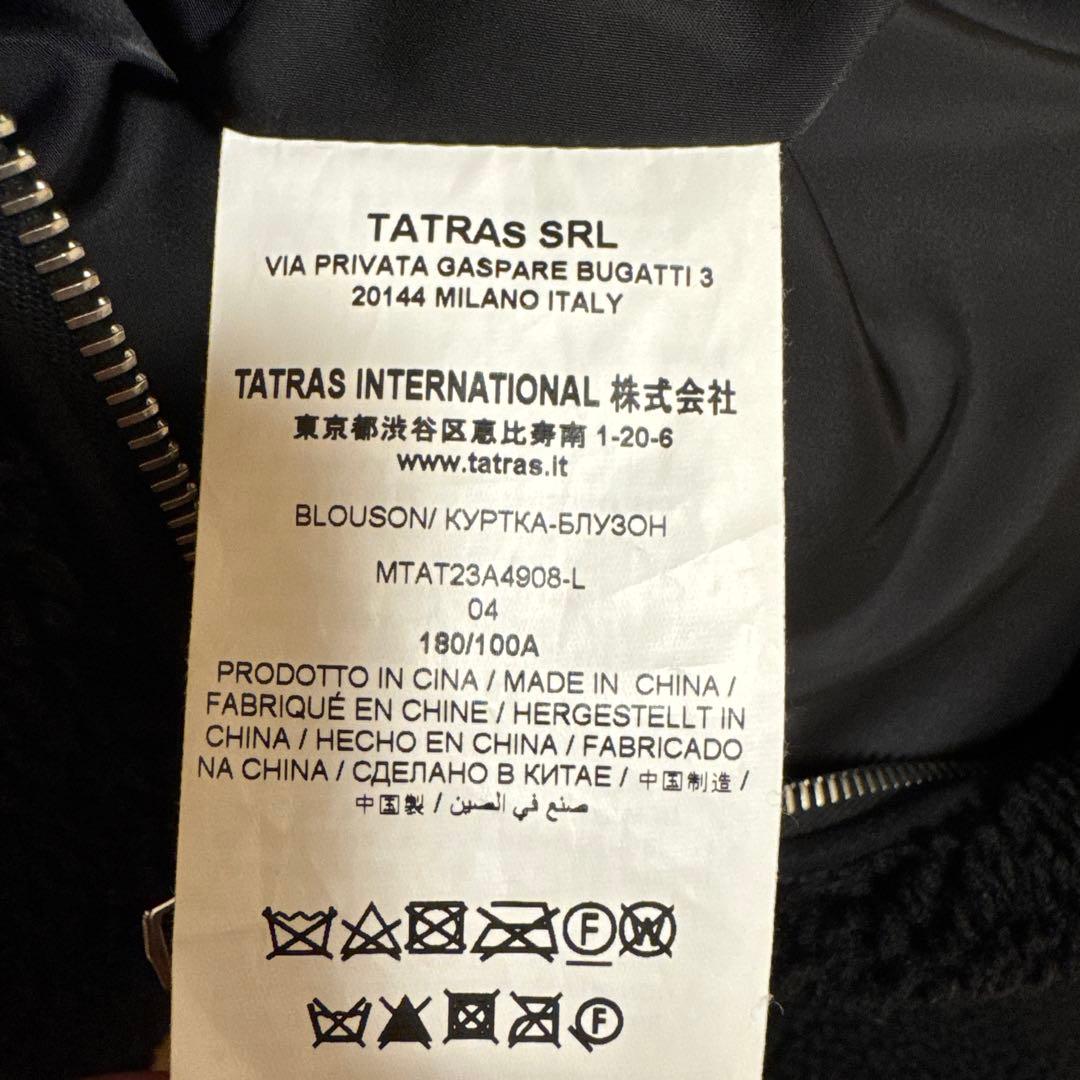 TATRAs SRL
VIA PRIVATA GASPARE BUGATTI 3
20144 MILANO ITALY
TATRAS INTERNATIONAL 株式会社
東京都渋谷区恵比寿南 1-20-6
www.tatras.it
BLOUSON/ КУРТКА-БЛУЗОН
MTAT23A4908-L
04
180/100A
PRODOTTO IN CINA / MADE IN CHINA /
FABRIQUÉ EN CHINE / HERGESTELLT IN
CHINA / HECHO EN CHINA / FABRICADO
NA CHINA / СДЕЛАНО В КИТАЕ / 中国制造 /
中国製 / صنع في الصين
F W
F